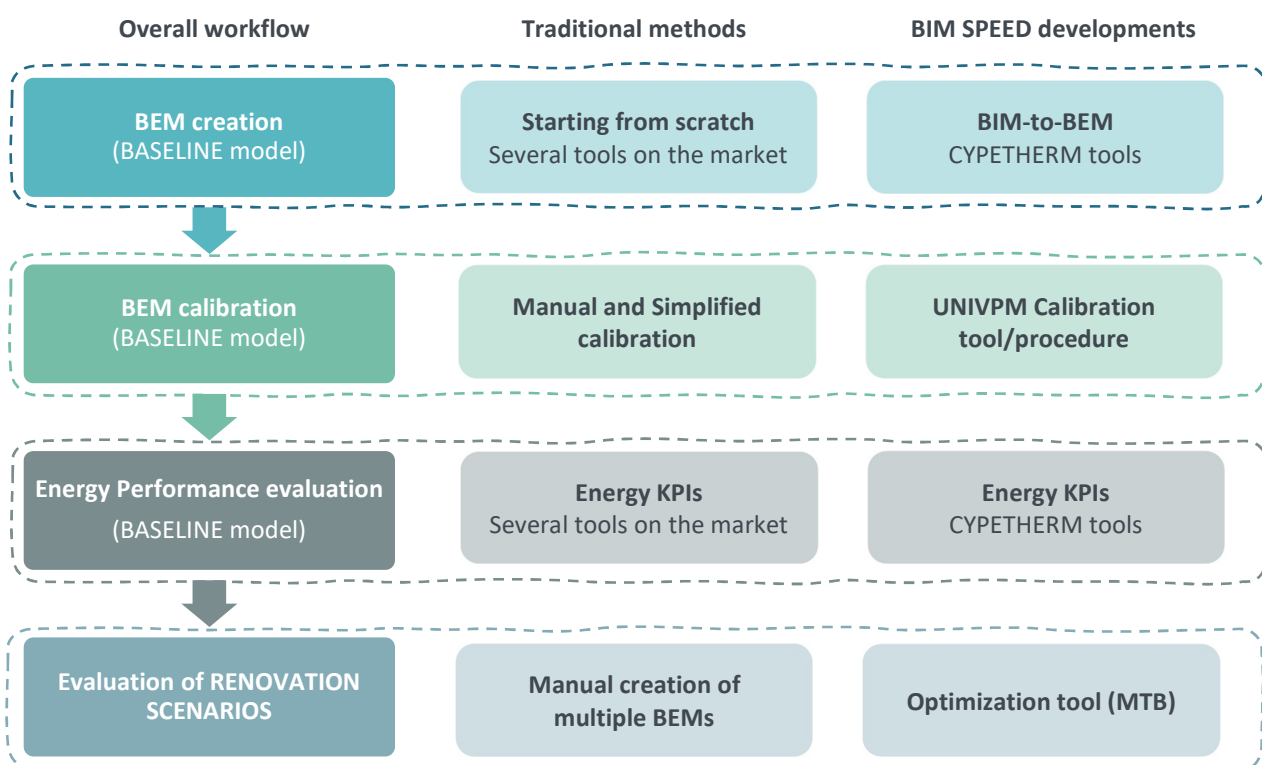 Overall workflow
Traditional methods
BIM SPEED developments
BEM creation
(BASELINE model)
Starting from scratch
Several tools on the market
BIM-to-BEM
CYPETHERM tools
BEM calibration
(BASELINE model)
Manual and Simplified
calibration
UNIVPM Calibration
tool/procedure
Energy Performance evaluation
(BASELINE model)
Energy KPIs
Several tools on the market
Energy KPIs
CYPETHERM tools
Evaluation of RENOVATION
SCENARIOS
Manual creation of
multiple BEMs
Optimization tool (MTB)